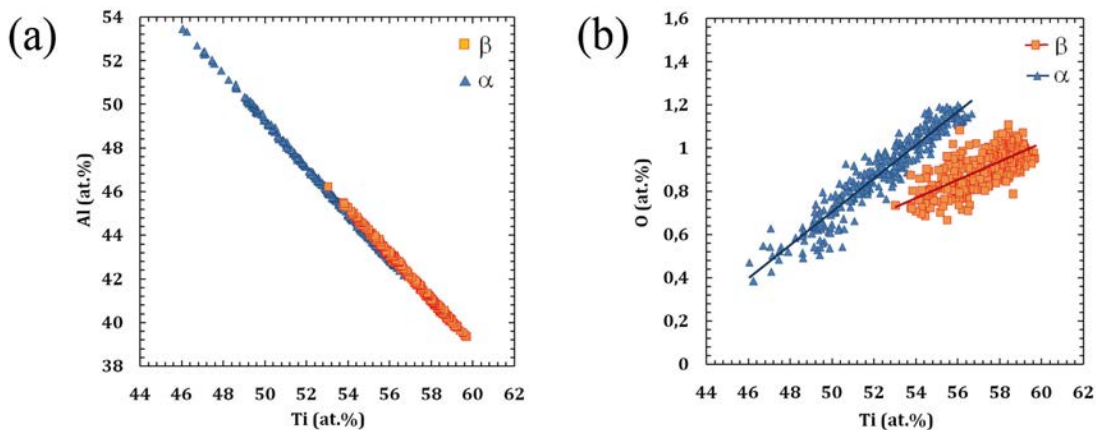 (a)
54
52
50
48
46
44
42
40
38
Al (at.%)
β
α
44 46 48 50 52 54 56 58 60 62
Ti (at.%)
(b)
1,6
1,4
1,2
1
0,8
0,6
0,4
0,2
0
O (at.%)
β
α
44 46 48 50 52 54 56 58 60 62
Ti (at.%)